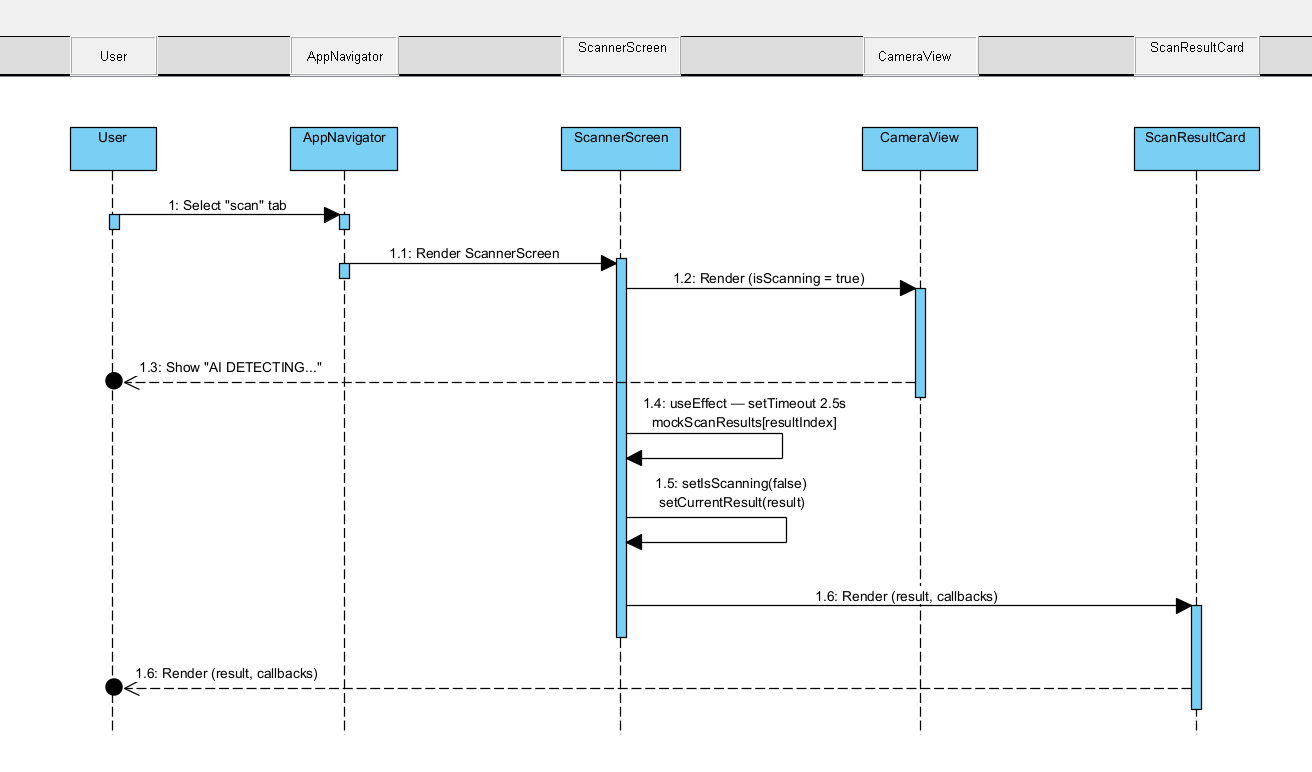 User
AppNavigator
ScannerScreen
CameraView
ScanResultCard
User
AppNavigator
ScannerScreen
CameraView
ScanResultCard
1: Select "scan" tab
1.1: Render ScannerScreen
1.2: Render (isScanning = true)
1.3: Show "AI DETECTING..."
1.4: useEffect — setTimeout 2.5s
mockScanResults[resultIndex]
1.5: setIsScanning(false)
setCurrentResult(result)
1.6: Render (result, callbacks)
1.6: Render (result, callbacks)